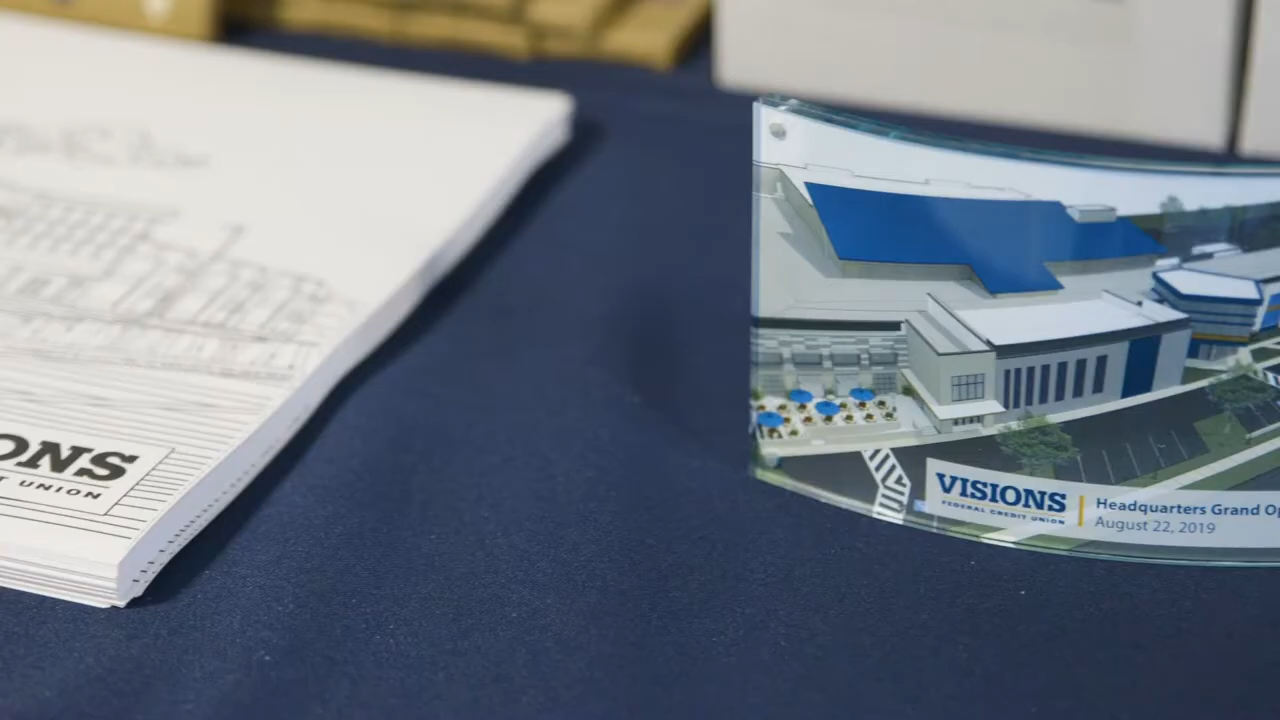 ONS
T UNION
VISIONS
FEDERAL CREDIT UNION
Headquarters Grand Op
August 22, 2019